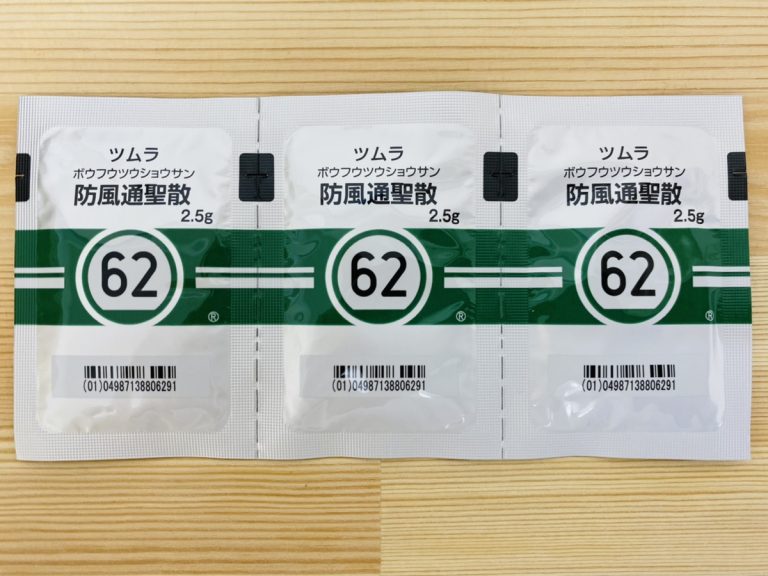 ツムラ
ボウフウツウショウサン
防風通聖散
2.5g
62
®
(01)04987138806291
ツムラ
ボウフウツウショウサン
防風通聖散
2.5g
62
®
(01)04987138806291
ツムラ
ボウフウツウショウサン
防風通聖散
2.5g
62
®
(01)04987138806291